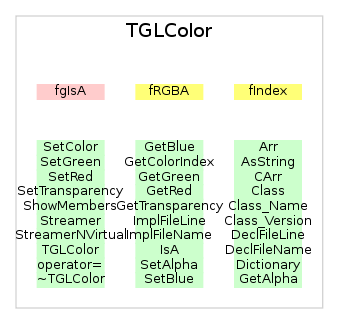 TGLColor
fgIsA fRGBA fIndex
SetColor GetBlue Arr
SetGreen GetColorIndex AsString
SetRed GetGreen CArr
SetTransparency GetRed Class
ShowMembers GetTransparency Class_Name
Streamer ImplFileLine Class_Version
StreamerNVirtual ImplFileName DeclFileLine
TGLColor IsA DeclFileName
operator= SetAlpha Dictionary
~TGLColor SetBlue GetAlpha